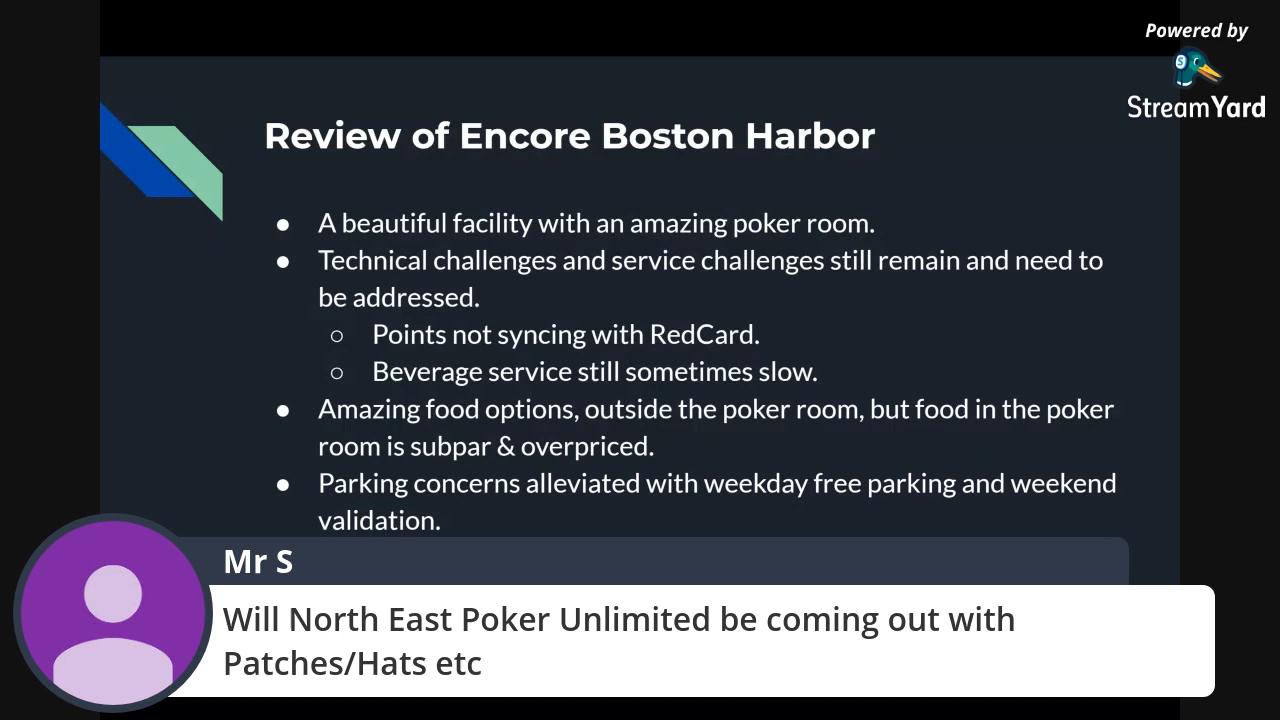 Powered by
StreamYard
Review of Encore Boston Harbor
● A beautiful facility with an amazing poker room.
● Technical challenges and service challenges still remain and need to
be addressed.
○ Points not syncing with RedCard.
○ Beverage service still sometimes slow.
● Amazing food options, outside the poker room, but food in the poker
room is subpar & overpriced.
● Parking concerns alleviated with weekday free parking and weekend
validation.
Mr S
Will North East Poker Unlimited be coming out with
Patches/Hats etc